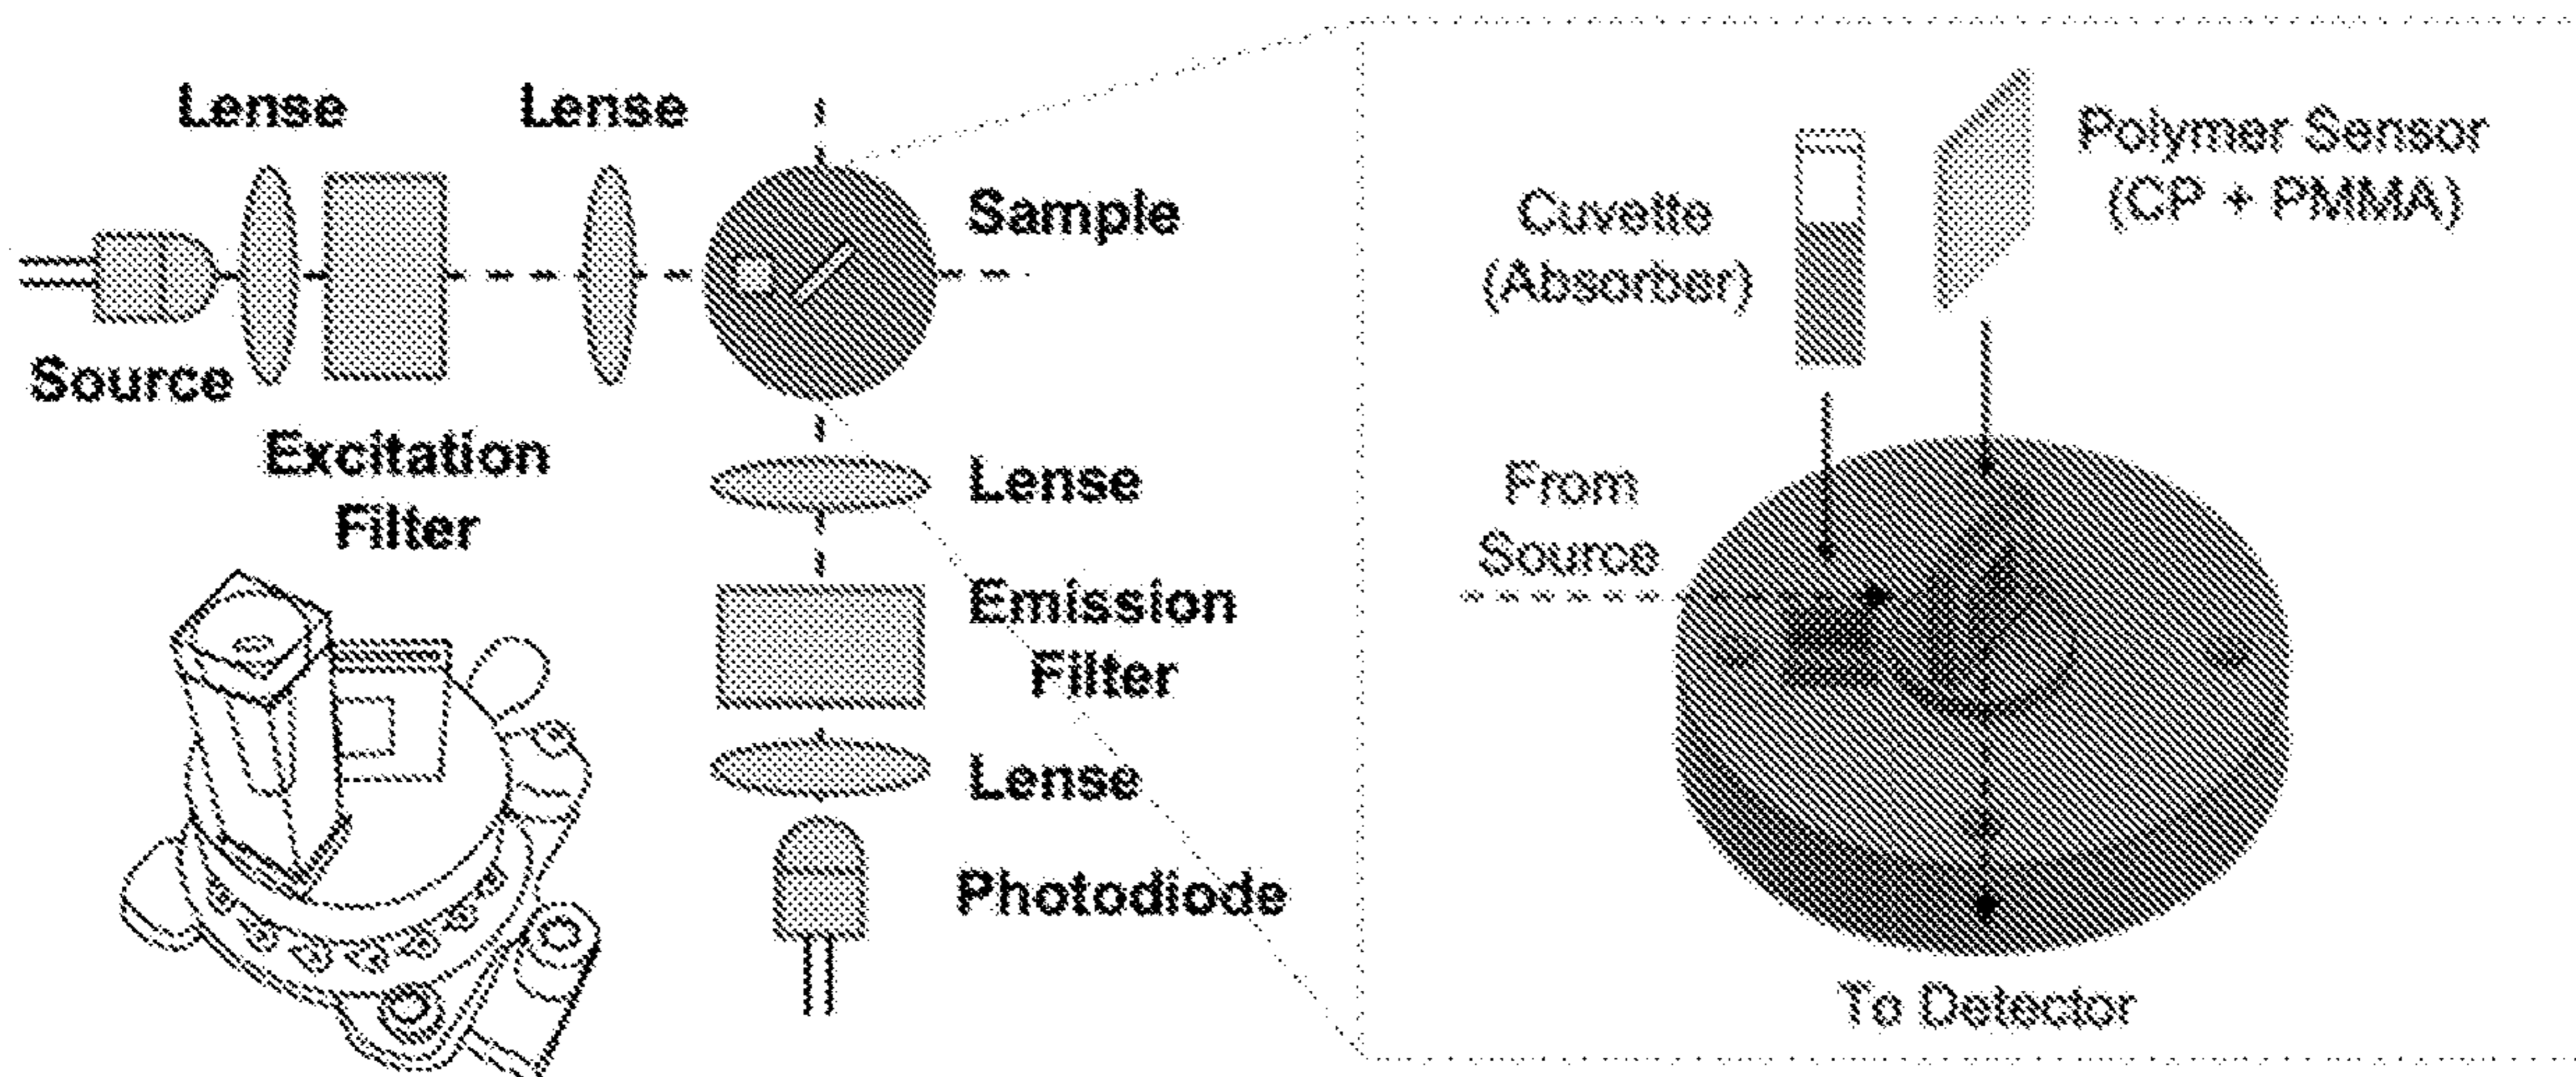 Lense
Lense
Sample
Source
Excitation
Filter
Lense
Emission
Filter
Lense
Photodiode
Polymer Sensor
(CP + PMMA)
Cuvette
(Absorber)
From
Source
To Detector